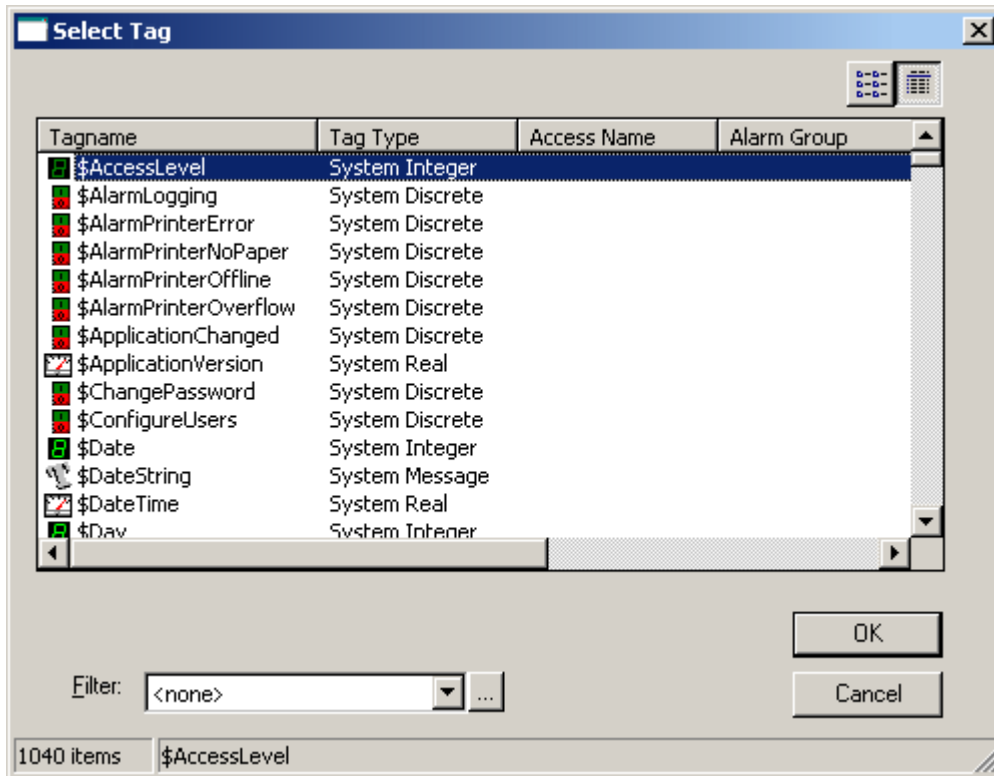 Select Tag
Tagname Tag Type Access Name Alarm Group
$AccessLevel System Integer
$AlarmLogging System Discrete
$AlarmPrinterError System Discrete
$AlarmPrinterNoPaper System Discrete
$AlarmPrinterOffline System Discrete
$AlarmPrinterOverflow System Discrete
$ApplicationChanged System Discrete
$ApplicationVersion System Real
$ChangePassword System Discrete
$ConfigureUsers System Discrete
$Date System Integer
$DateString System Message
$DateTime System Real
$Day System Integer
OK
Filter: <none> ...
Cancel
1040 items $AccessLevel